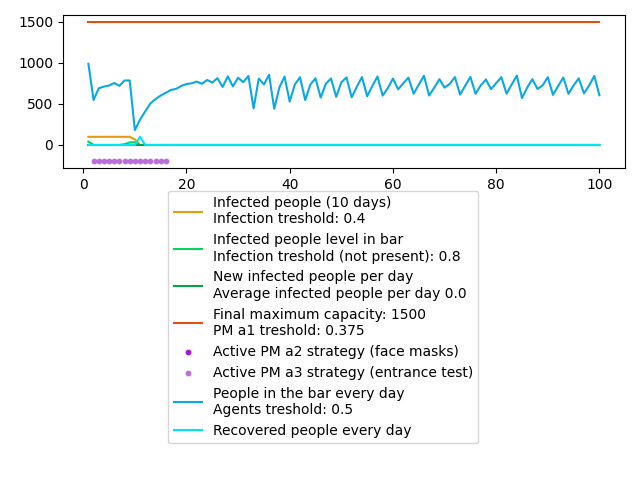 1500
1000
500
0
0 20 40 60 80 100
Infected people (10 days)
Infection treshold: 0.4
Infected people level in bar
Infection treshold (not present): 0.8
New infected people per day
Average infected people per day 0.0
Final maximum capacity: 1500
PM a1 treshold: 0.375
Active PM a2 strategy (face masks)
Active PM a3 strategy (entrance test)
People in the bar every day
Agents treshold: 0.5
Recovered people every day